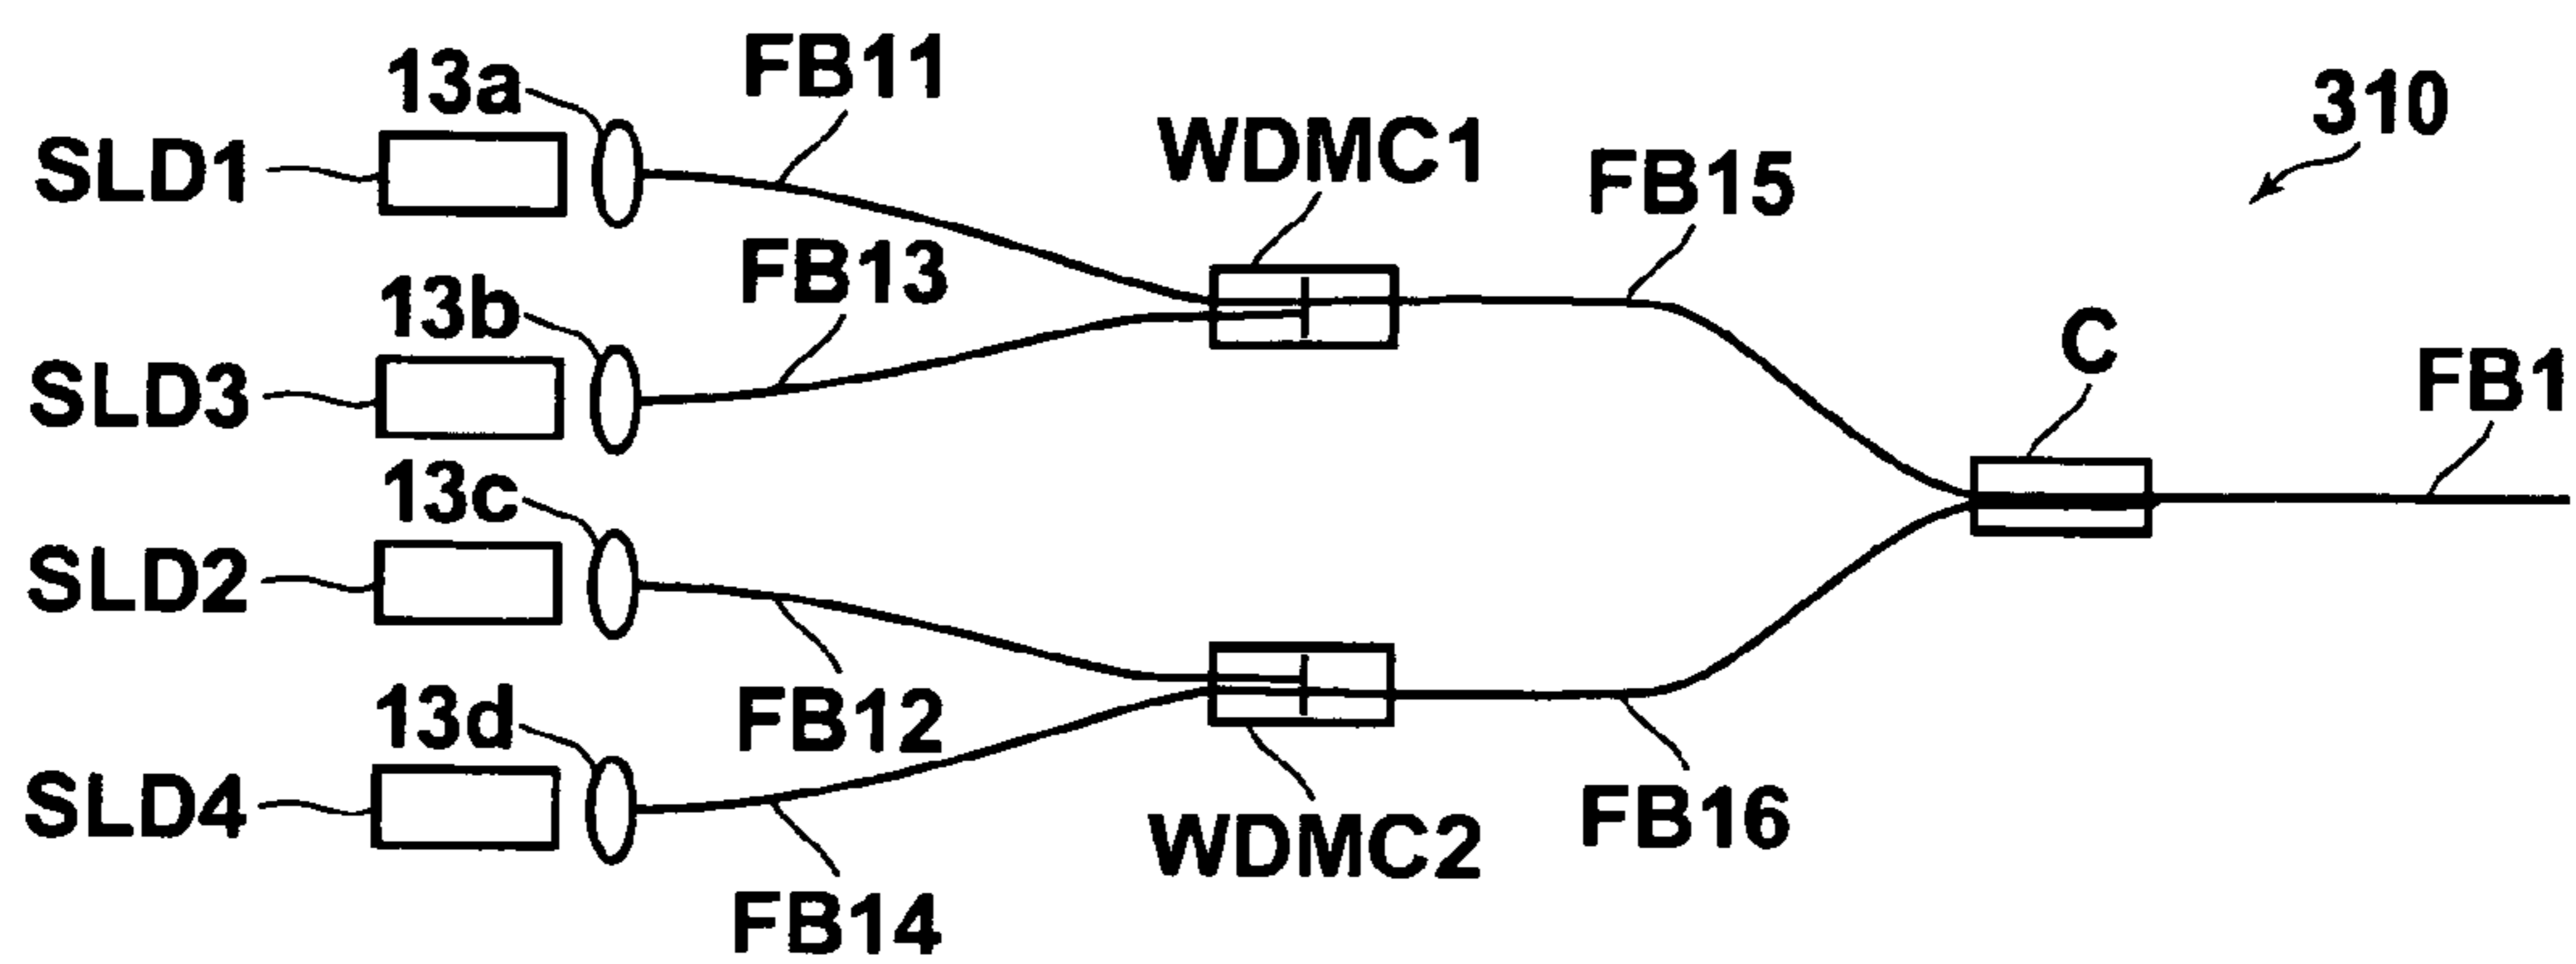 FB11
13a
310
SLD1
WDMC1
FB15
FB13
13b
C
SLD3
FB1
13c
SLD2
13d
FB12
SLD4
FB16
WDMC2
FB14